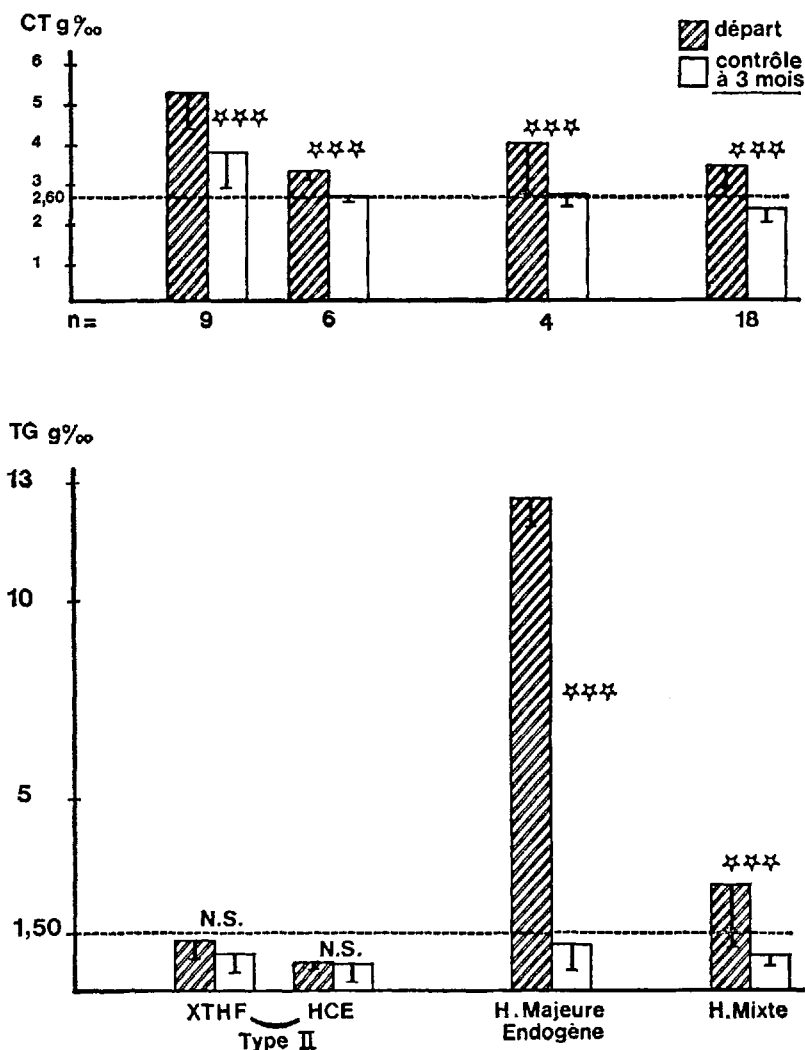 CT g‰
départ
contrôle
à 3 mois
6
5
4
3
2,60
2
1
☆☆☆
☆☆☆
☆☆☆
☆☆☆
n= 9 6 4 18
TG g‰
13
10
5
1,50
N.S.
N.S.
☆☆☆
☆☆☆
XTHF HCE H.Majeure H.Mixte
Endogène
Type II